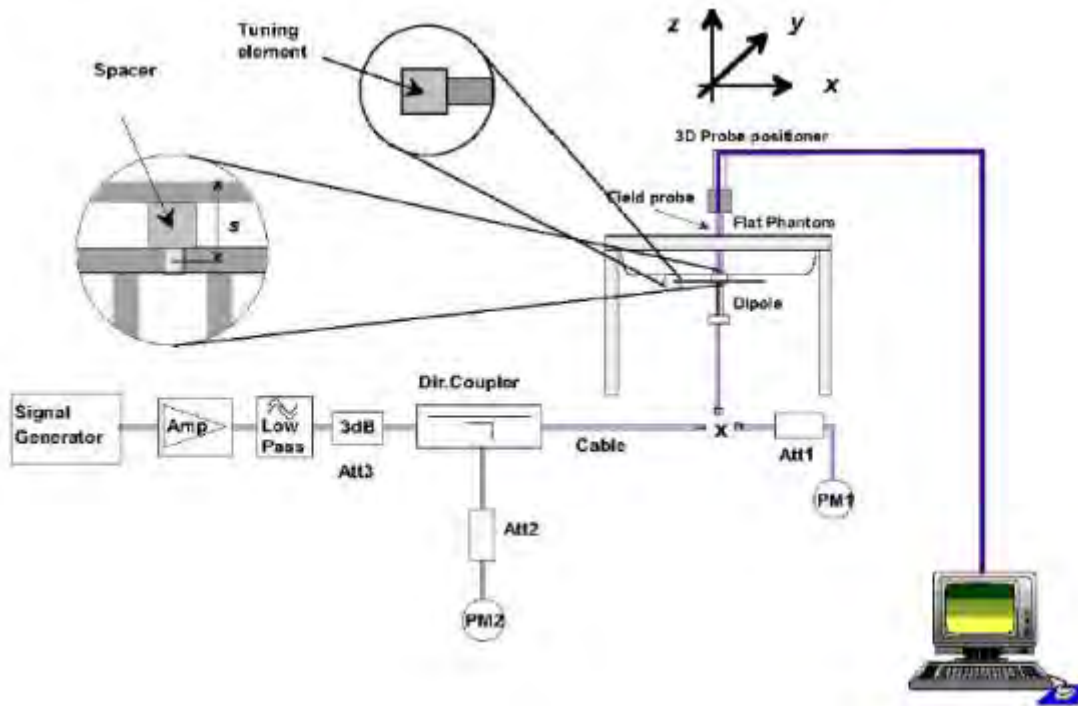 Tuning
element
Spacer
z
y
x
3D Probe positioner
Field probe
Flat Phantom
s
Dipole
Dir.Coupler
Signal
Generator
Amp
Low
Pass
3dB
Att3
Cable
x
Att1
PM1
Att2
PM2